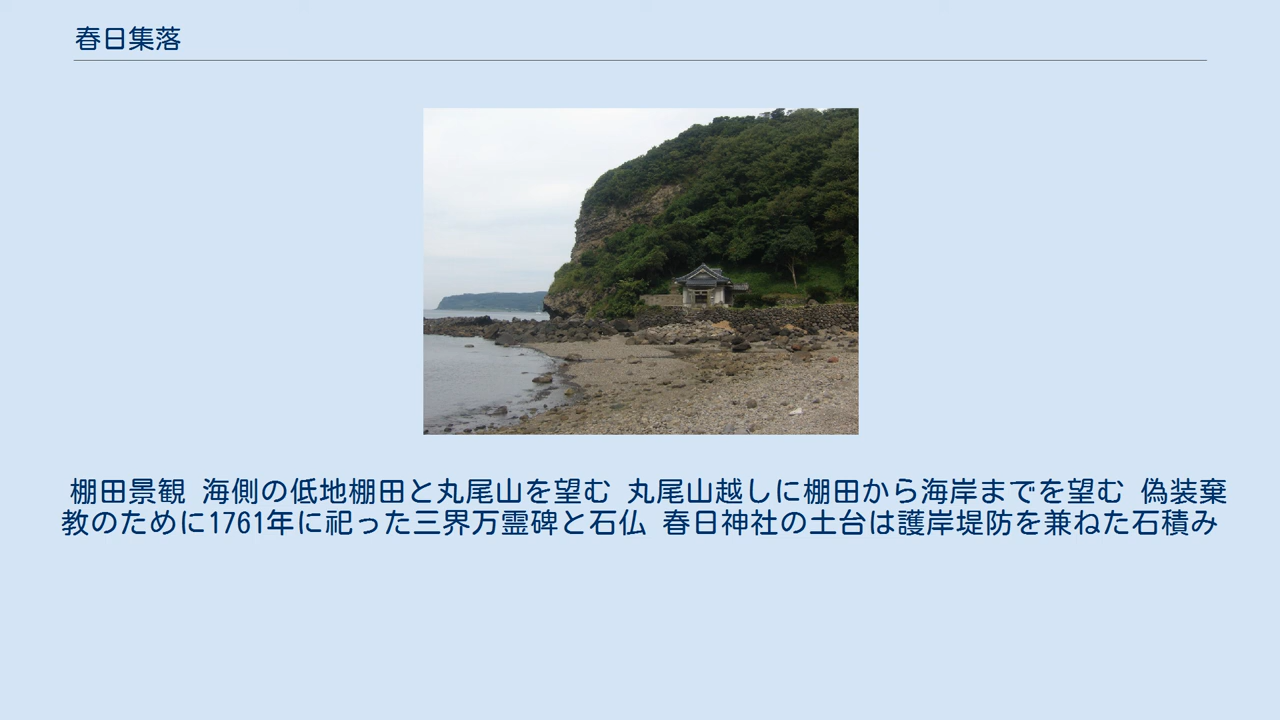 春日集落
棚田景観 海側の低地棚田と丸尾山を望む 丸尾山越しに棚田から海岸までを望む 偽装棄
教のために1761年に祀った三界万霊碑と石仏 春日神社の土台は護岸堤防を兼ねた石積み